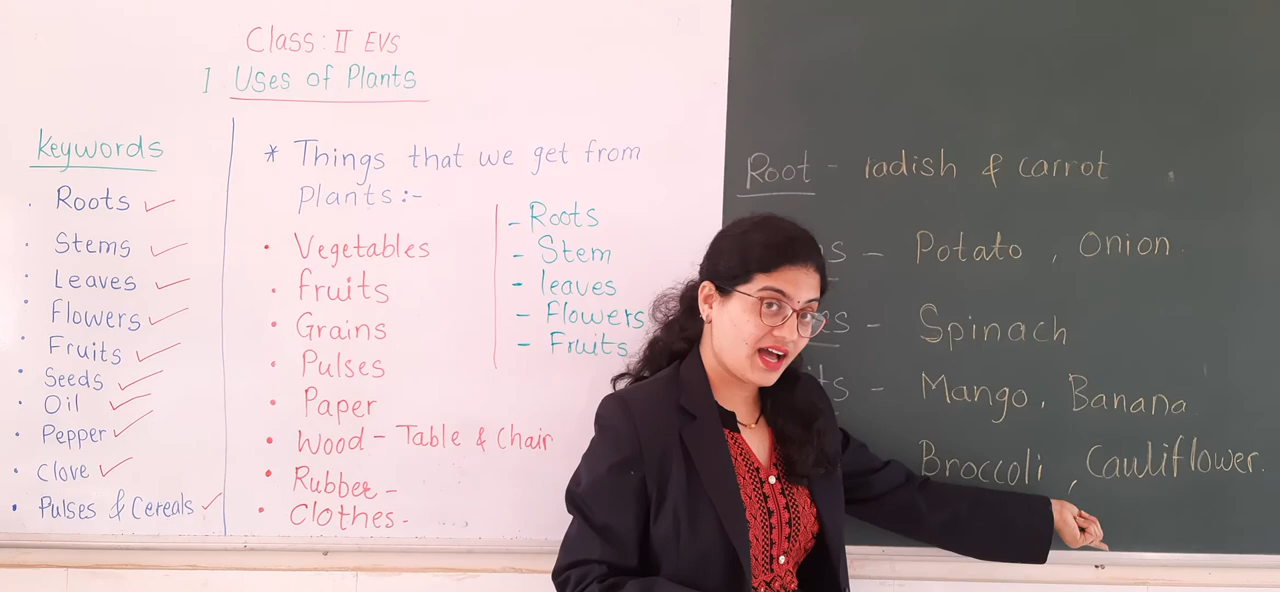 Class: II EVS
1 Uses of Plants
Keywords
. Roots ✓
. Stems ✓
. Leaves ✓
. Flowers ✓
. Fruits ✓
. Seeds ✓
. Oil ✓
. Pepper ✓
. Clove ✓
. Pulses & Cereals ✓
* Things that we get from
Plants:-
. Vegetables
. fruits
. Grains
. Pulses
. Paper
. Wood - Table & Chair
. Rubber -
. Clothes -
- Roots
- Stem
- leaves
- Flowers
- Fruits
Root - radish & carrot
- Potato, Onion
- Spinach
- Mango, Banana
Broccoli, Cauliflower.